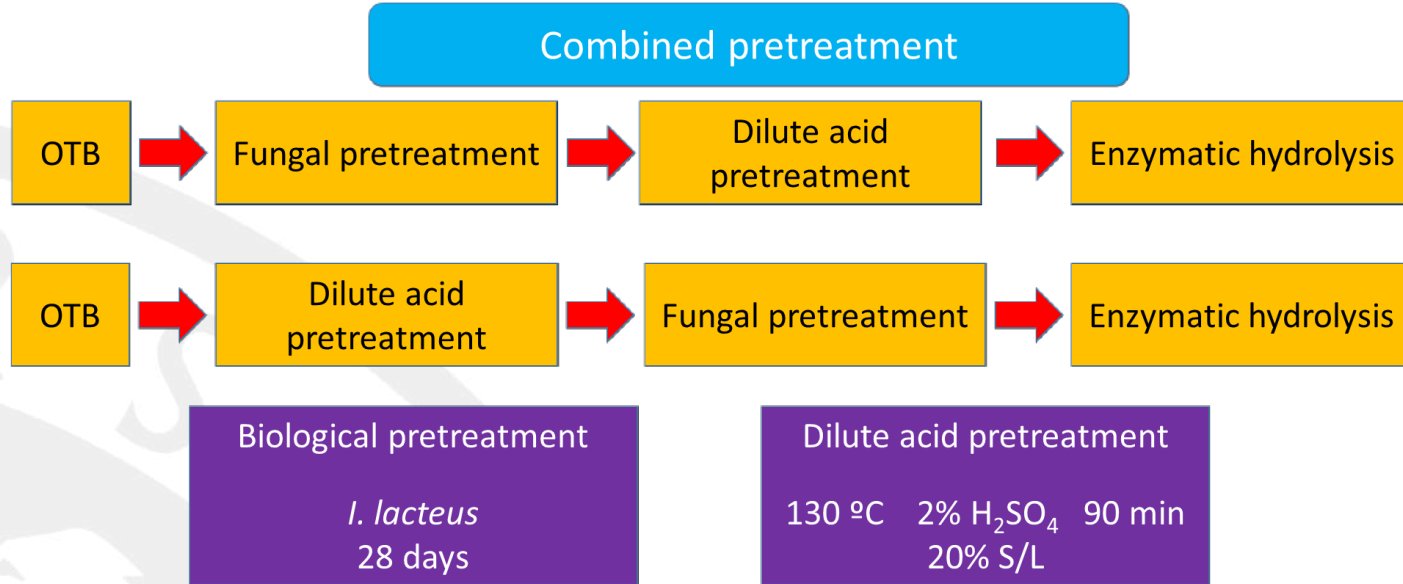 Combined pretreatment
OTB
Fungal pretreatment
Dilute acid
pretreatment
Enzymatic hydrolysis
OTB
Dilute acid
pretreatment
Fungal pretreatment
Enzymatic hydrolysis
Biological pretreatment
I. lacteus
28 days
Dilute acid pretreatment
130 ºC 2% H₂SO₄ 90 min
20% S/L